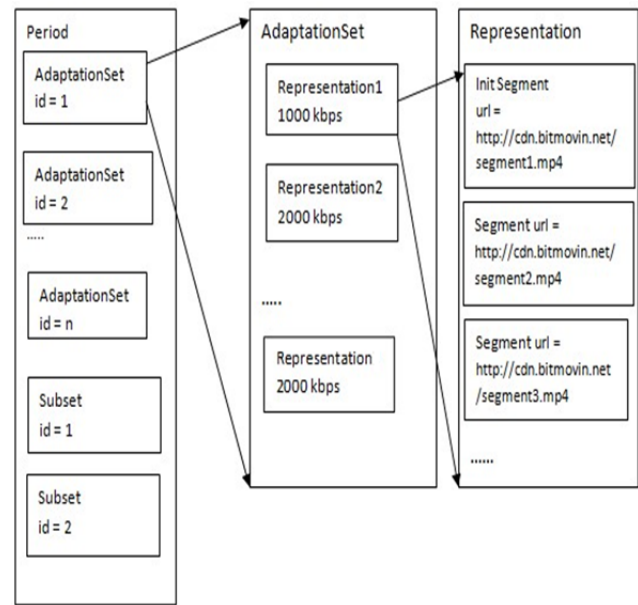 Period
AdaptationSet
id = 1
AdaptationSet
id = 2
.....
AdaptationSet
id = n
Subset
id = 1
Subset
id = 2
AdaptationSet
Representation1
1000 kbps
Representation2
2000 kbps
.....
Representation
2000 kbps
Representation
Init Segment
url =
http://cdn.bitmovin.net/
segment1.mp4
Segment url =
http://cdn.bitmovin.net/
segment2.mp4
Segment url =
http://cdn.bitmovin.net
/segment3.mp4
......